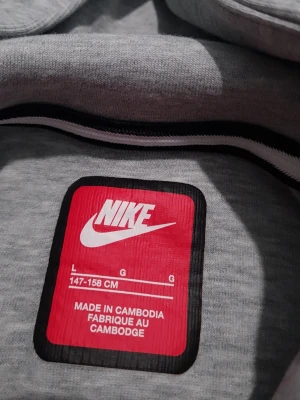 NIKE
L G G
147-158 CM
MADE IN CAMBODIA
FABRIQUE AU
CAMBODGE